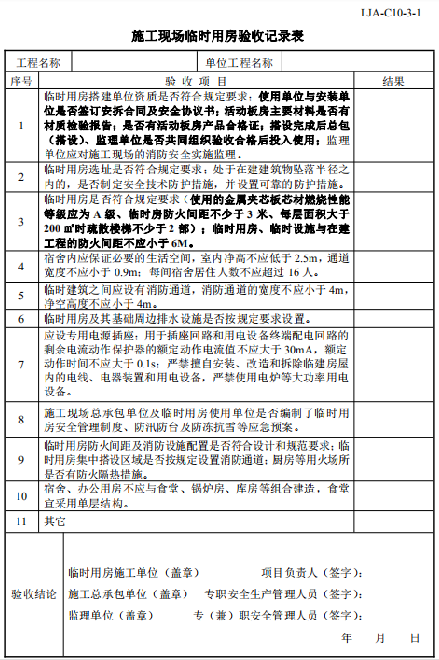 LJA-C10-3-1
施工现场临时用房验收记录表
工程名称 单位工程名称
序号 验 收 项 目 结果
1 临时用房搭建单位资质是否符合规定要求；使用单位与安装单
位是否签订安拆合同及安全协议书；活动板房主要材料是否有
材质检验报告；是否有活动板房产品合格证；搭设完成后总包
（搭设）、监理单位是否共同组织验收合格后投入使用；监理
单位应对施工现场的消防安全实施监理．
2 临时用房选址是否符合规定要求；处于在建建筑物坠落半径之
内的，是否制定安全技术防护措施，并设置可靠的防护措施。
3 临时用房是否符合规定要求（使用的金属夹芯板芯材燃烧性能
等级应为 A 级、临时房防火间距不少于 3 米、每层面积大于
200 ㎡时疏散楼梯不少于 2 部）；临时用房、临时设施与在建
工程的防火间距不应小于 6M。
4 宿舍内应保证必要的生活空间，室内净高不应低于 2.5m，通道
宽度不应小于 0.9m；每间宿舍居住人数不应超过 16 人。
5 临时建筑之间应设有消防通道，消防通道的宽度不应小于 4m，
净空高度不应小于 4m。
6 临时用房及其基础周边排水设施是否按规定要求设置。
7 应设专用电源插座；用于插座回路和用电设备终端配电回路的
剩余电流动作保护器的额定动作电流值不应大于 30mA，额定
动作时间不应大于 0.1s；严禁擅自安装、改造和拆除临建房屋
内的电线、电器装置和用电设备，严禁使用电炉等大功率用电
设备。
8 施工现场总承包单位及临时用房使用单位是否编制了临时用
房安全管理制度、防汛防台及防冻抗雪等应急预案。
9 临时用房防火间距及消防设施配置是否符合设计和规范要求；临
时用房集中搭设区域是否按规定设置消防通道；厨房等用火场所
是否有防火隔热措施。
10 宿舍、办公用房不应与食堂、锅炉房、库房等组合建造，食堂
宜采用单层结构。
11 其它
验收结论
临时用房施工单位（盖章） 项目负责人（签字）：
施工总承包单位（盖章） 专职安全生产管理人员（签字）：
监理单位（盖章） 专（兼）职安全管理人员（签字）：
年 月 日